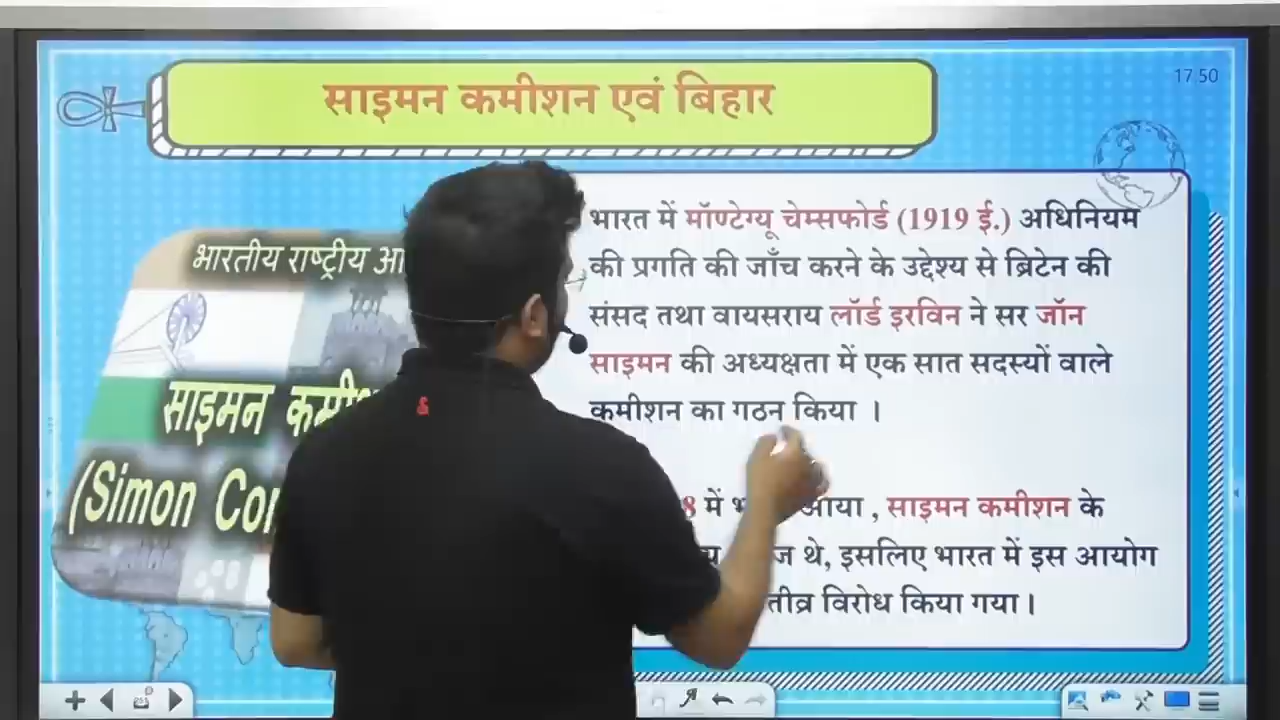 साइमन कमीशन एवं बिहार
17 50
भारतीय राष्ट्रीय
साइमन
(Simon
भारत में मॉण्टेग्यू चेम्सफोर्ड (1919 ई.) अधिनियम
की प्रगति की जाँच करने के उद्देश्य से ब्रिटेन की
संसद तथा वायसराय लॉर्ड इरविन ने सर जॉन
साइमन की अध्यक्षता में एक सात सदस्यों वाले
कमीशन का गठन किया ।
8 में आया , साइमन कमीशन के
थे, इसलिए भारत में इस आयोग
तीव्र विरोध किया गया।